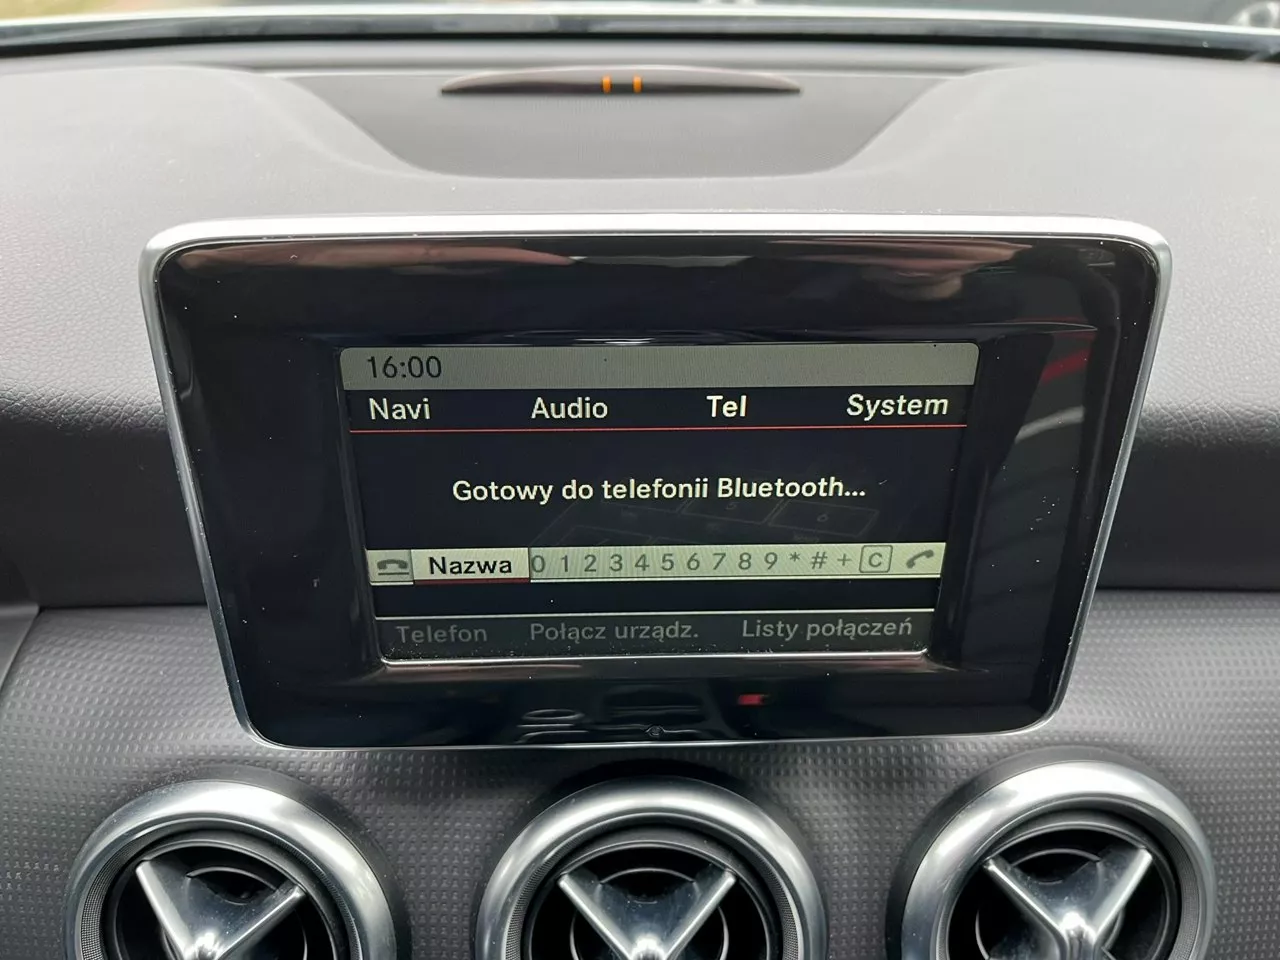 16:00
Navi Audio Tel System
Gotowy do telefonii Bluetooth...
Nazwa 0 1 2 3 4 5 6 7 8 9 * # + C
Telefon Połącz urządz. Listy połączeń